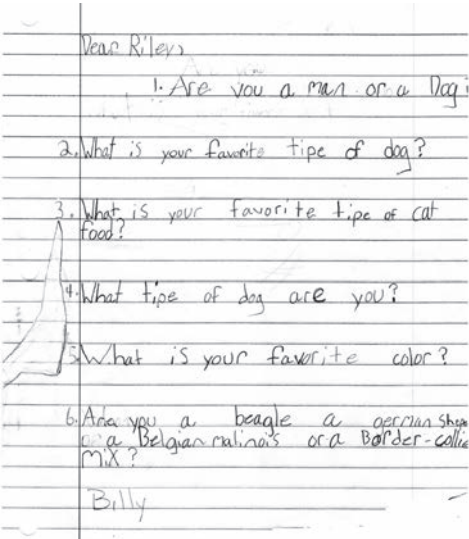 Dear Riley,
1. Are you a man or a Dog
2. What is your favorite tipe of dog?
3. What is your favorite tipe of cat
food?
4. What tipe of dog are you?
5. What is your favorite color?
6. Are you a beagle a german shep
or a Belgian malinois or a Border-collie
mix?
Billy